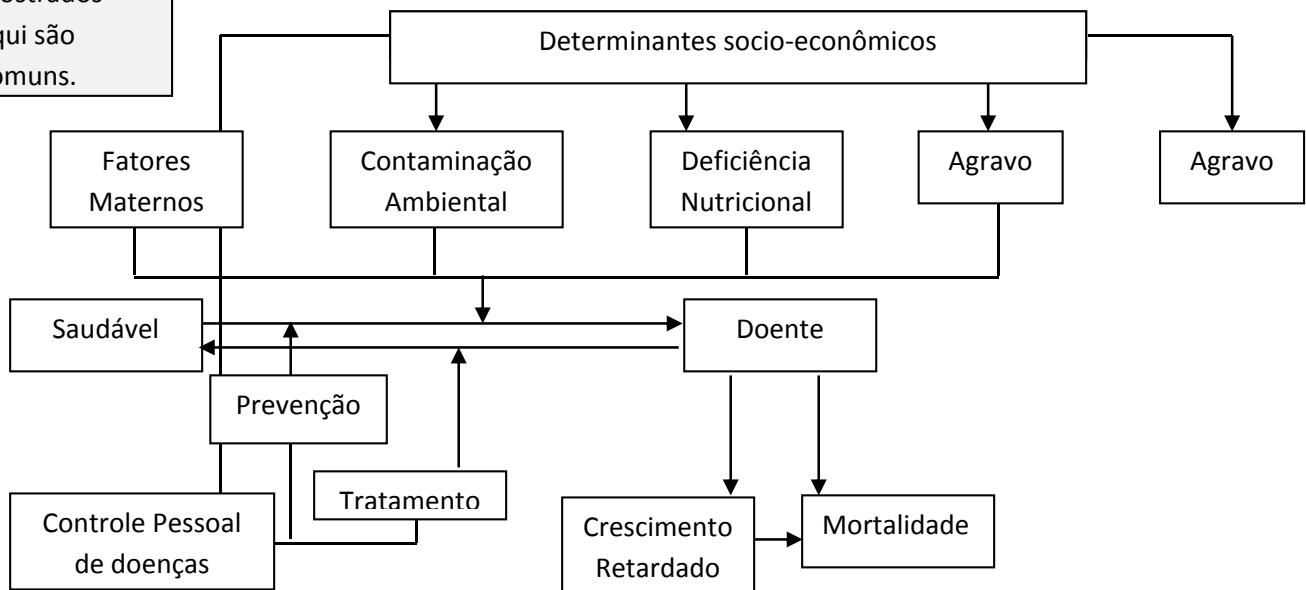 qui são
omuns.
Determinantes socio-econômicos
Fatores
Maternos
Contaminação
Ambiental
Deficiência
Nutricional
Agravo
Agravo
Saudável
Doente
Prevenção
Tratamento
Controle Pessoal
de doenças
Crescimento
Retardado
Mortalidade